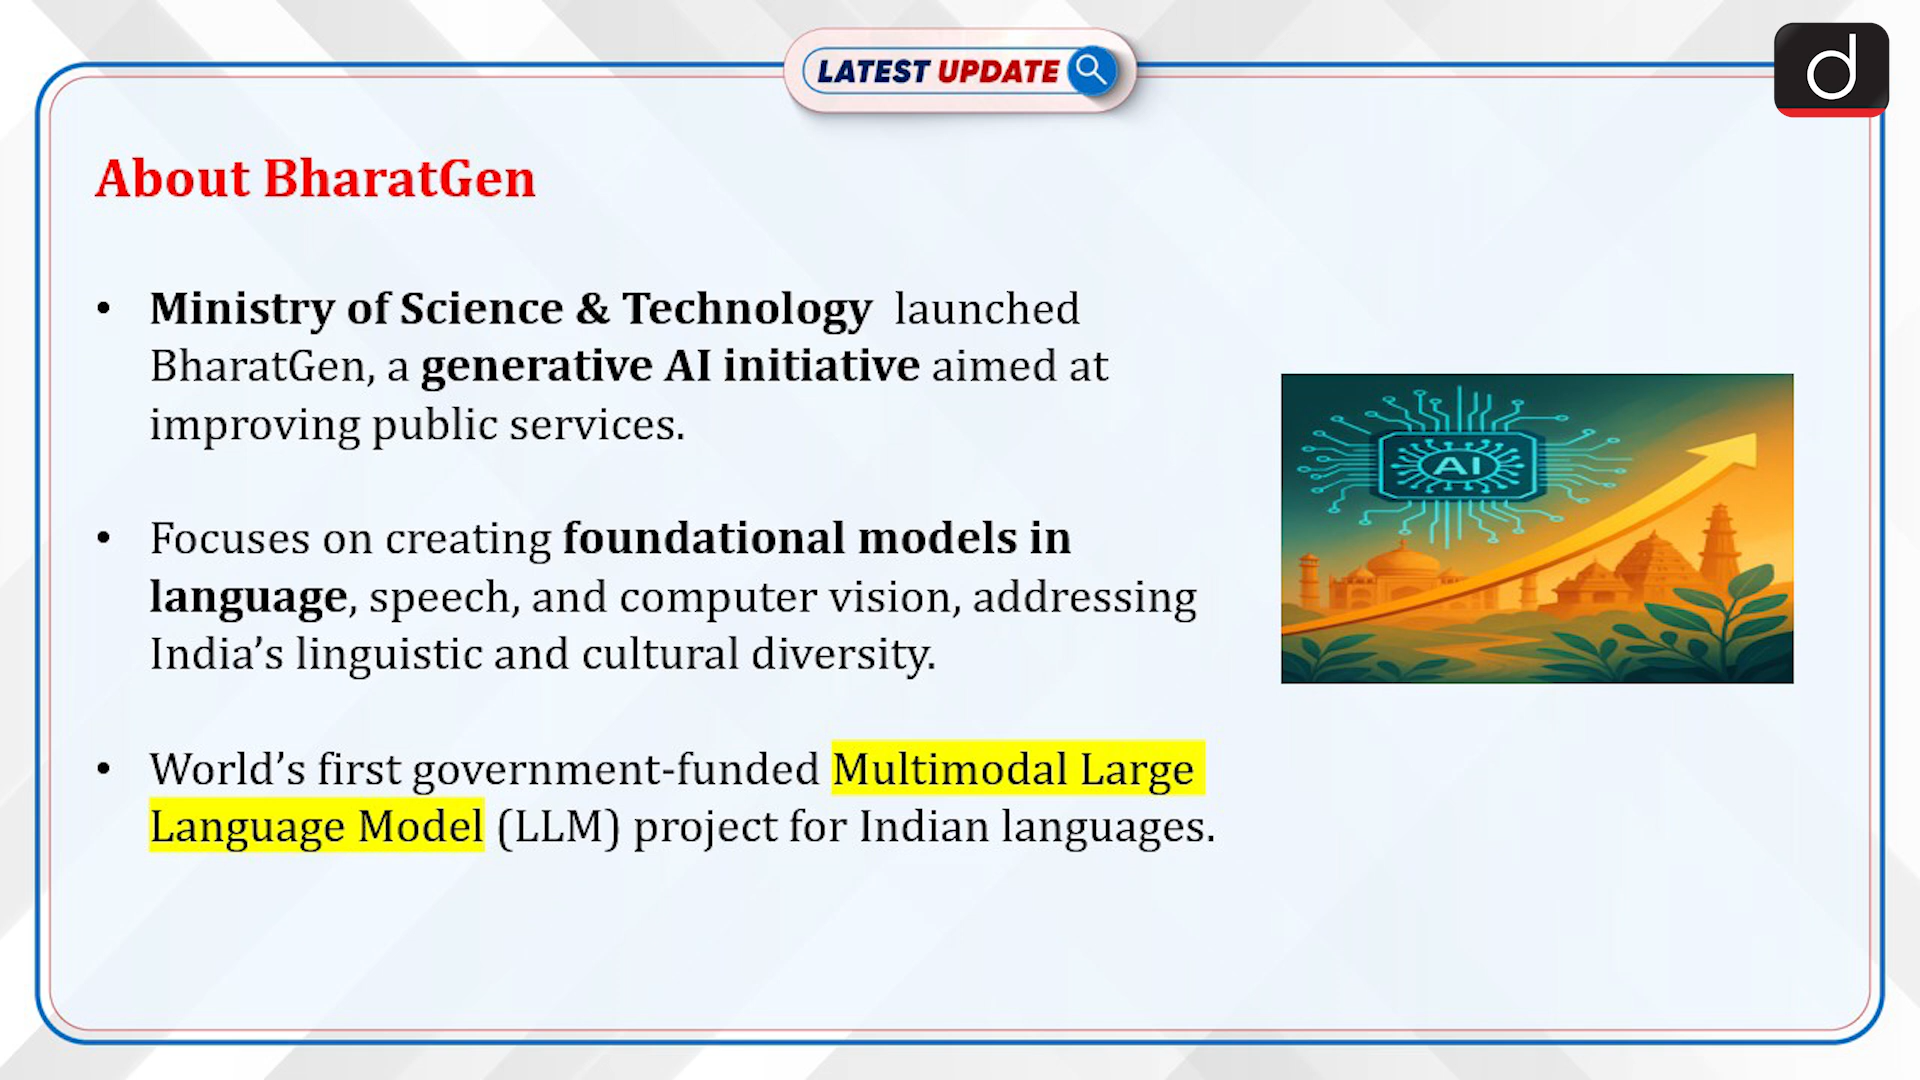 LATEST UPDATE
d
About BharatGen
• Ministry of Science & Technology launched
BharatGen, a generative AI initiative aimed at
improving public services.
• Focuses on creating foundational models in
language, speech, and computer vision, addressing
India’s linguistic and cultural diversity.
• World’s first government-funded Multimodal Large
Language Model (LLM) project for Indian languages.
AI